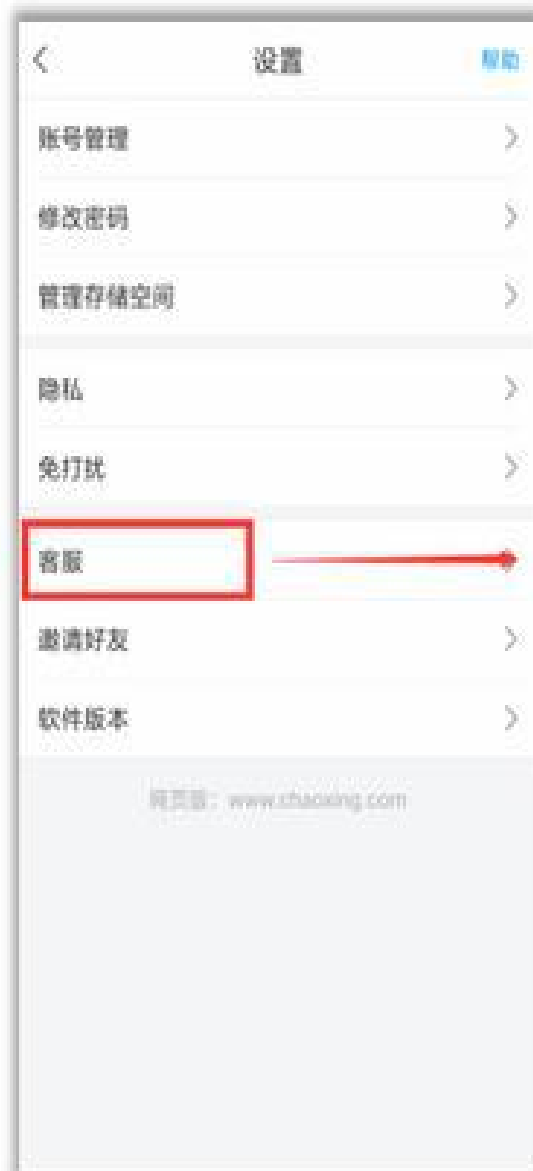 设置
帮助
账号管理
修改密码
管理存储空间
隐私
免打扰
客服
邀请好友
软件版本
网页版：www.chaoxing.com